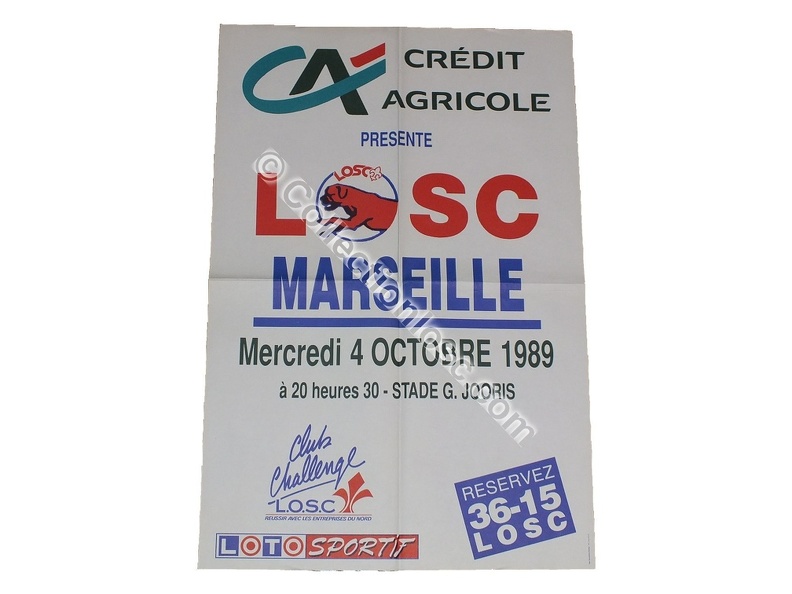 CA CRÉDIT
AGRICOLE
PRESENTE
LOSC
LOSC
MARSEILLE
Mercredi 4 OCTOBRE 1989
à 20 heures 30 - STADE G. JOORIS
Club
Challenge
L.O.S.C
REUSSIR AVEC LES ENTREPRISES DU NORD
LOTO SPORTIF
RESERVEZ
36-15
LOSC
© Collectionlosc.com